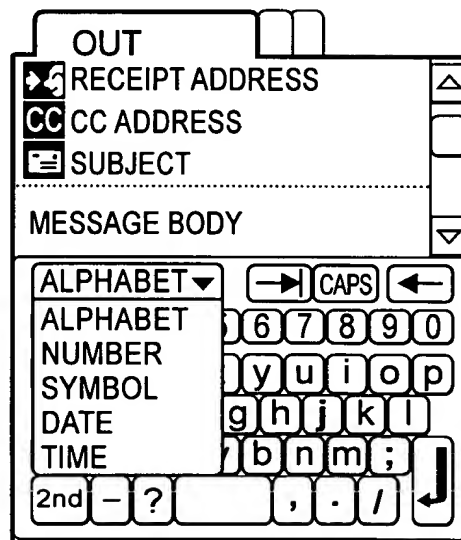 OUT
RECEIPT ADDRESS
CC CC ADDRESS
SUBJECT
MESSAGE BODY
ALPHABET CAPS
ALPHABET 6 7 8 9 0
NUMBER
SYMBOL y u i o p
DATE g h j k l
TIME b n m ;
2nd – ? , . /